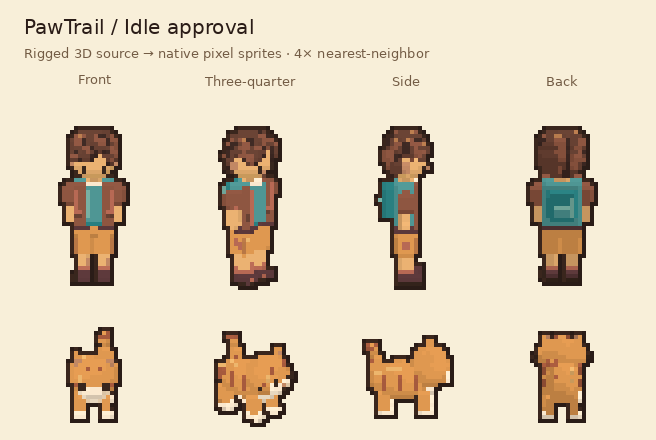 PawTrail / Idle approval
Rigged 3D source → native pixel sprites · 4× nearest-neighbor
Front Three-quarter Side Back